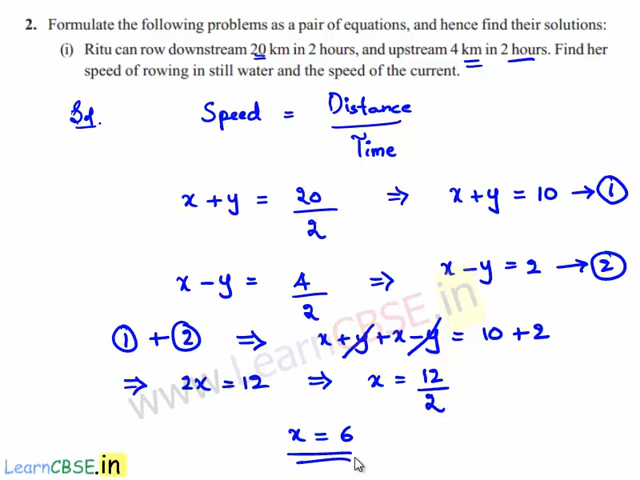 2. Formulate the following problems as a pair of equations, and hence find their solutions:
(i) Ritu can row downstream 20 km in 2 hours, and upstream 4 km in 2 hours. Find her
speed of rowing in still water and the speed of the current.
Sol. Speed = Distance / Time
x + y = 20/2 ⇒ x + y = 10 → ①
x − y = 4/2 ⇒ x − y = 2 → ②
① + ② ⇒ x + y + x − y = 10 + 2
⇒ 2x = 12 ⇒ x = 12/2
x = 6
www.LearnCBSE.in
LearnCBSE.in